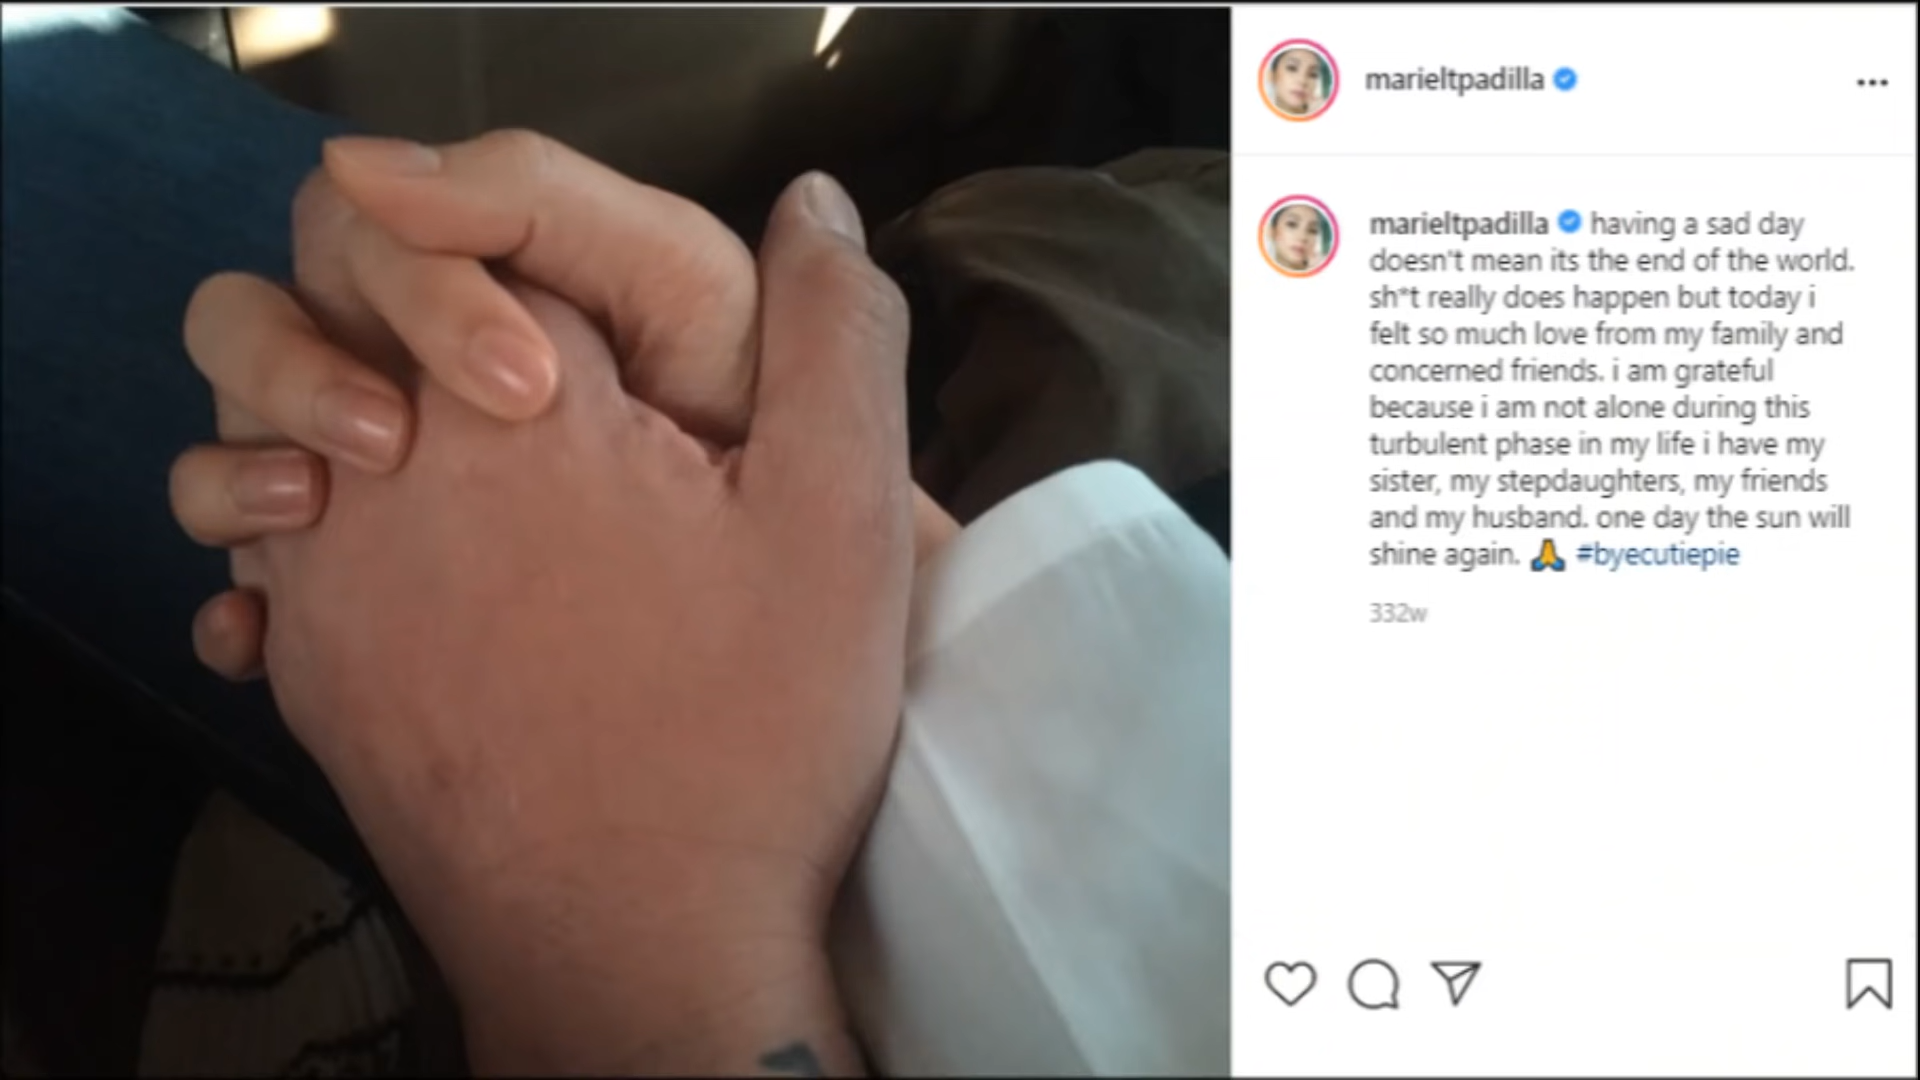 marieltpadilla
marieltpadilla having a sad day
doesn't mean its the end of the world.
sh*t really does happen but today i
felt so much love from my family and
concerned friends. i am grateful
because i am not alone during this
turbulent phase in my life i have my
sister, my stepdaughters, my friends
and my husband. one day the sun will
shine again. 🙏 #byecutiepie
332w